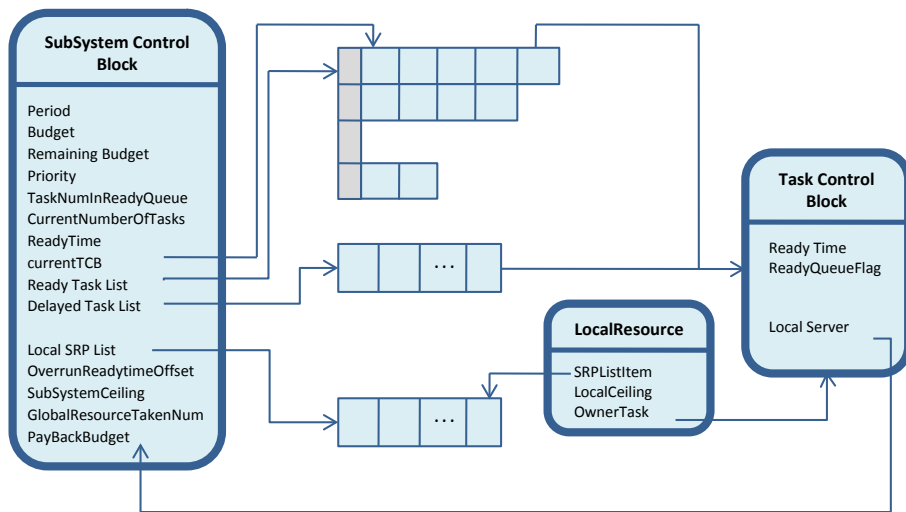 SubSystem Control
Block
Period
Budget
Remaining Budget
Priority
TaskNumInReadyQueue
CurrentNumberOfTasks
ReadyTime
currentTCB
Ready Task List
Delayed Task List
Local SRP List
OverrunReadytimeOffset
SubSystemCeiling
GlobalResourceTakenNum
PayBackBudget
...
...
LocalResource
SRPListItem
LocalCeiling
OwnerTask
Task Control
Block
Ready Time
ReadyQueueFlag
Local Server